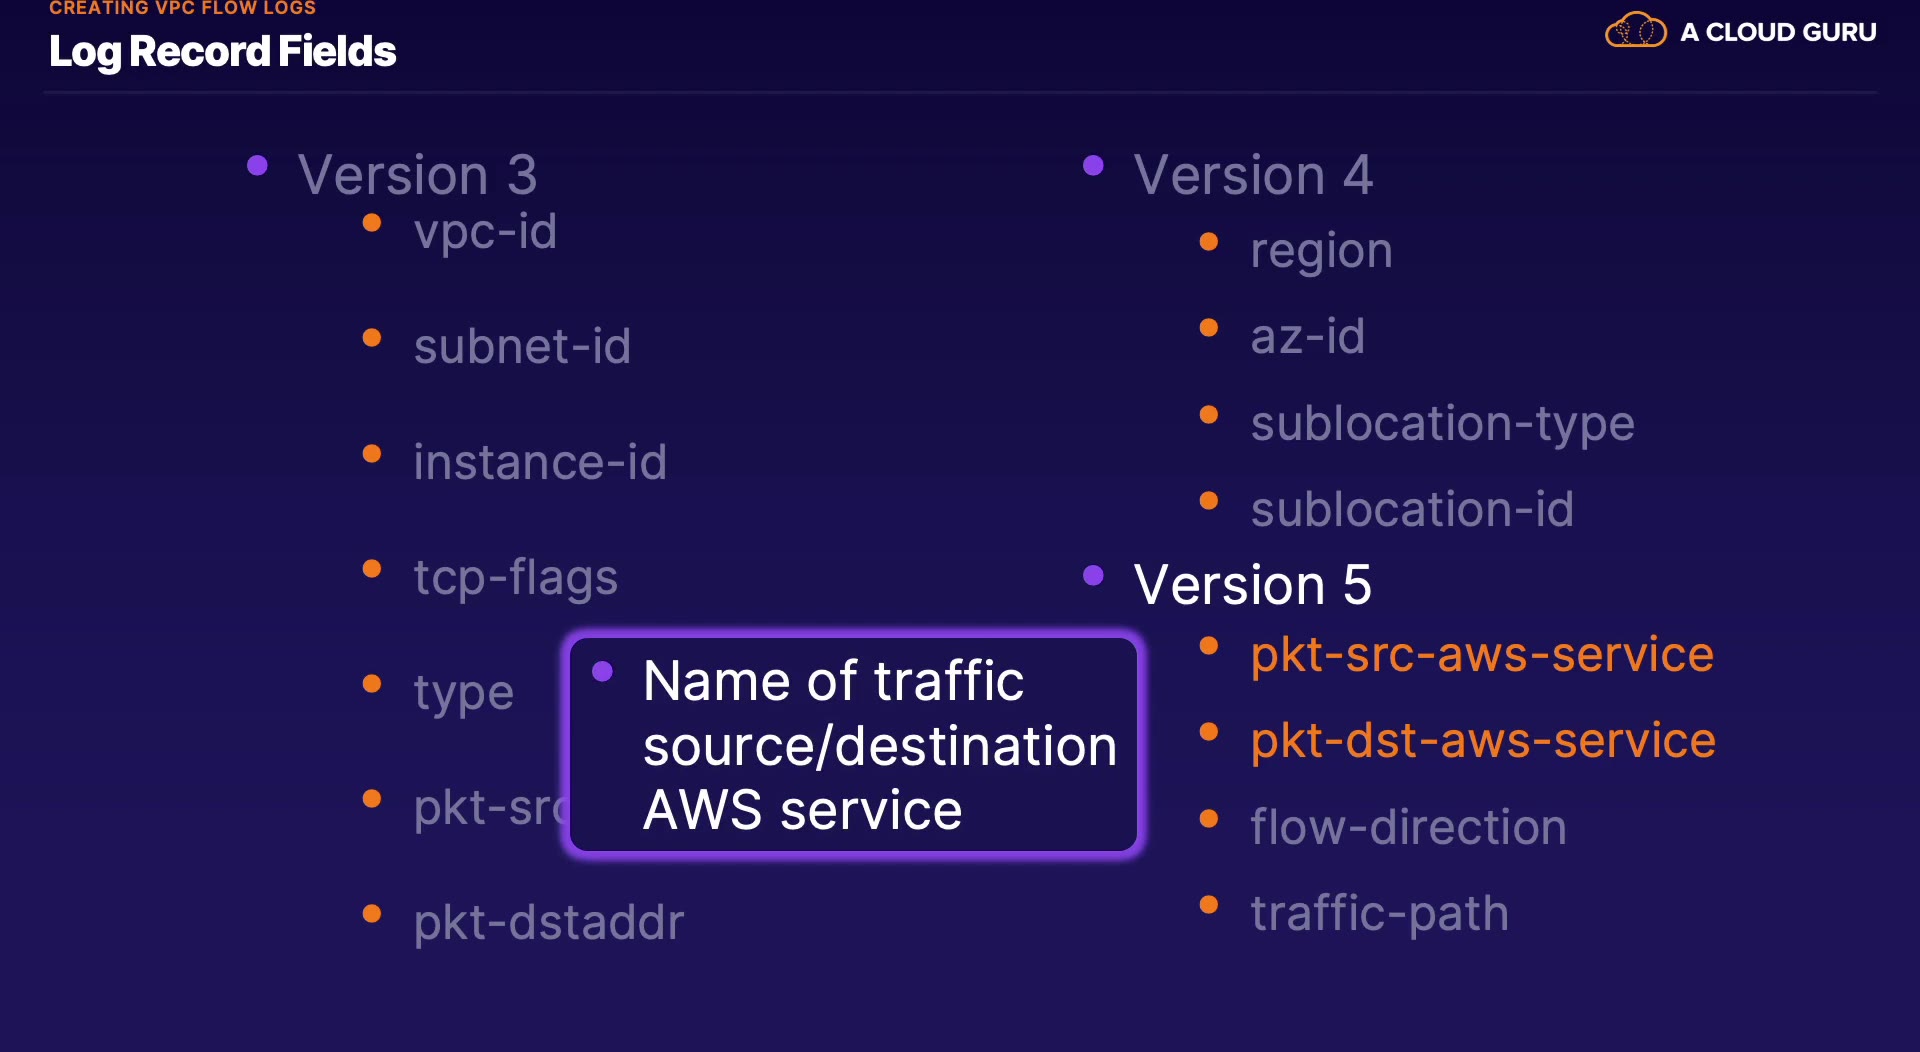 CREATING VPC FLOW LOGS
Log Record Fields
A CLOUD GURU
Version 3
vpc-id
subnet-id
instance-id
tcp-flags
type
pkt-src
pkt-dstaddr
Name of traffic
source/destination
AWS service
Version 4
region
az-id
sublocation-type
sublocation-id
Version 5
pkt-src-aws-service
pkt-dst-aws-service
flow-direction
traffic-path